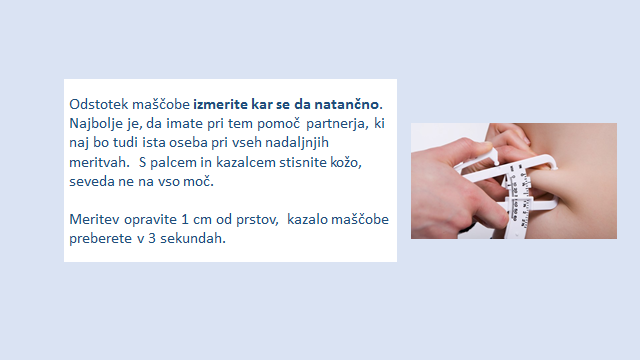 Odstotek maščobe izmerite kar se da natančno.
Najbolje je, da imate pri tem pomoč partnerja, ki
naj bo tudi ista oseba pri vseh nadaljnjih
meritvah. S palcem in kazalcem stisnite kožo,
seveda ne na vso moč.
Meritev opravite 1 cm od prstov, kazalo maščobe
preberete v 3 sekundah.